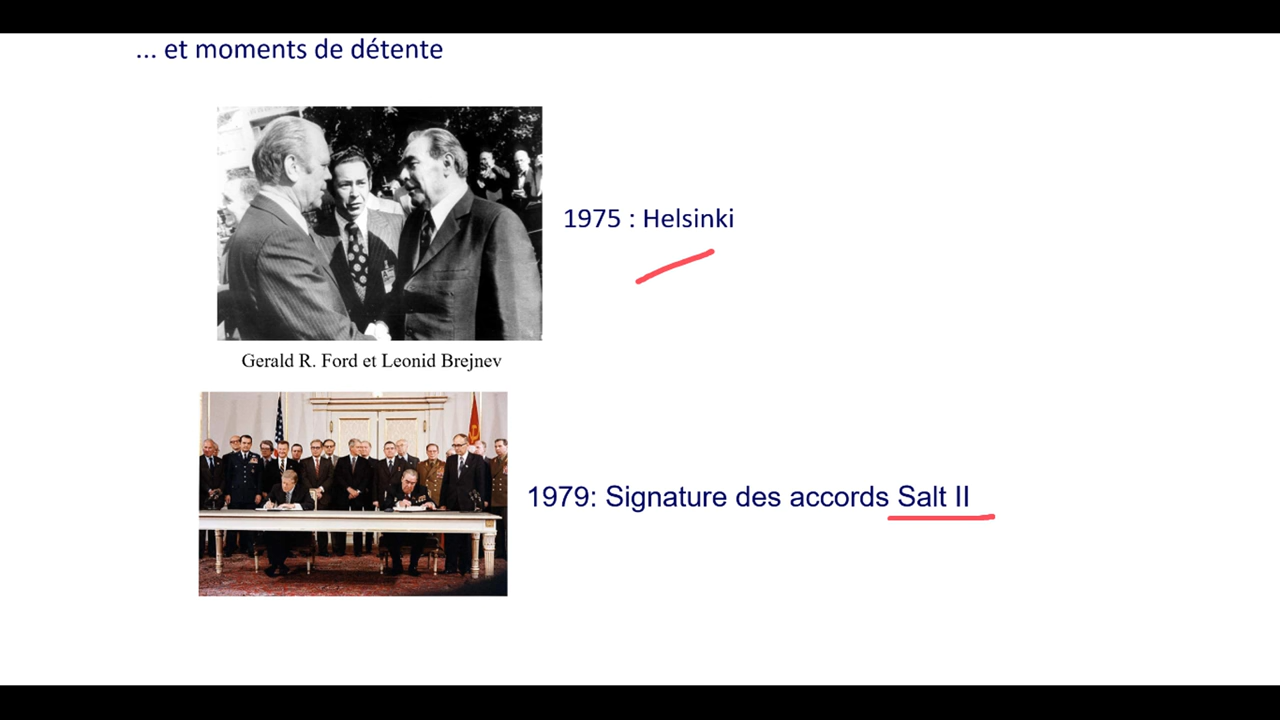 ... et moments de détente
1975 : Helsinki
Gerald R. Ford et Leonid Brejnev
1979: Signature des accords Salt II